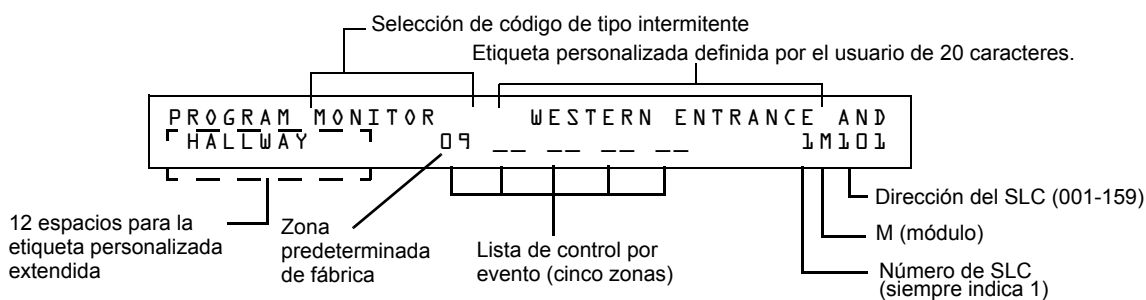 Selección de código de tipo intermitente
Etiqueta personalizada definida por el usuario de 20 caracteres.
PROGRAM MONITOR WESTERN ENTRANCE AND
HALLWAY 09 __ __ __ __ 1M101
12 espacios para la
etiqueta personalizada
extendida
Zona
predeterminada
de fábrica
Lista de control por
evento (cinco zonas)
Dirección del SLC (001-159)
M (módulo)
Número de SLC
(siempre indica 1)